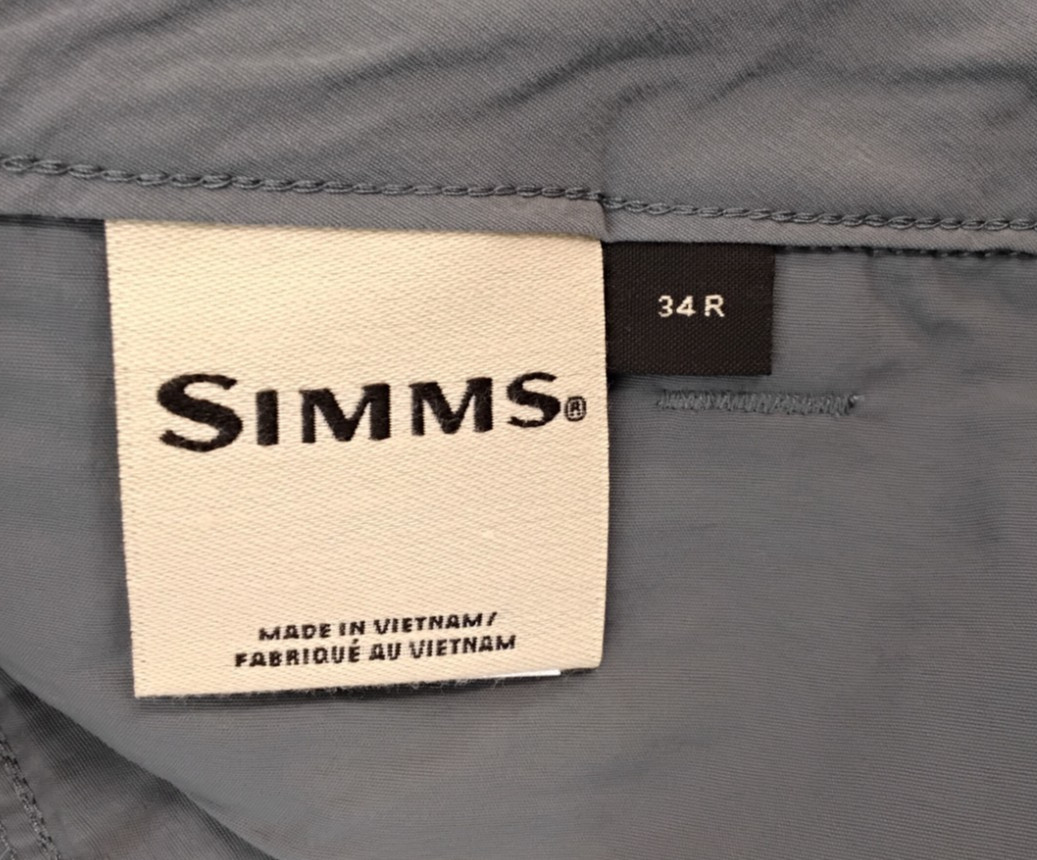 SIMMS®
34 R
MADE IN VIETNAM/
FABRIQUÉ AU VIETNAM